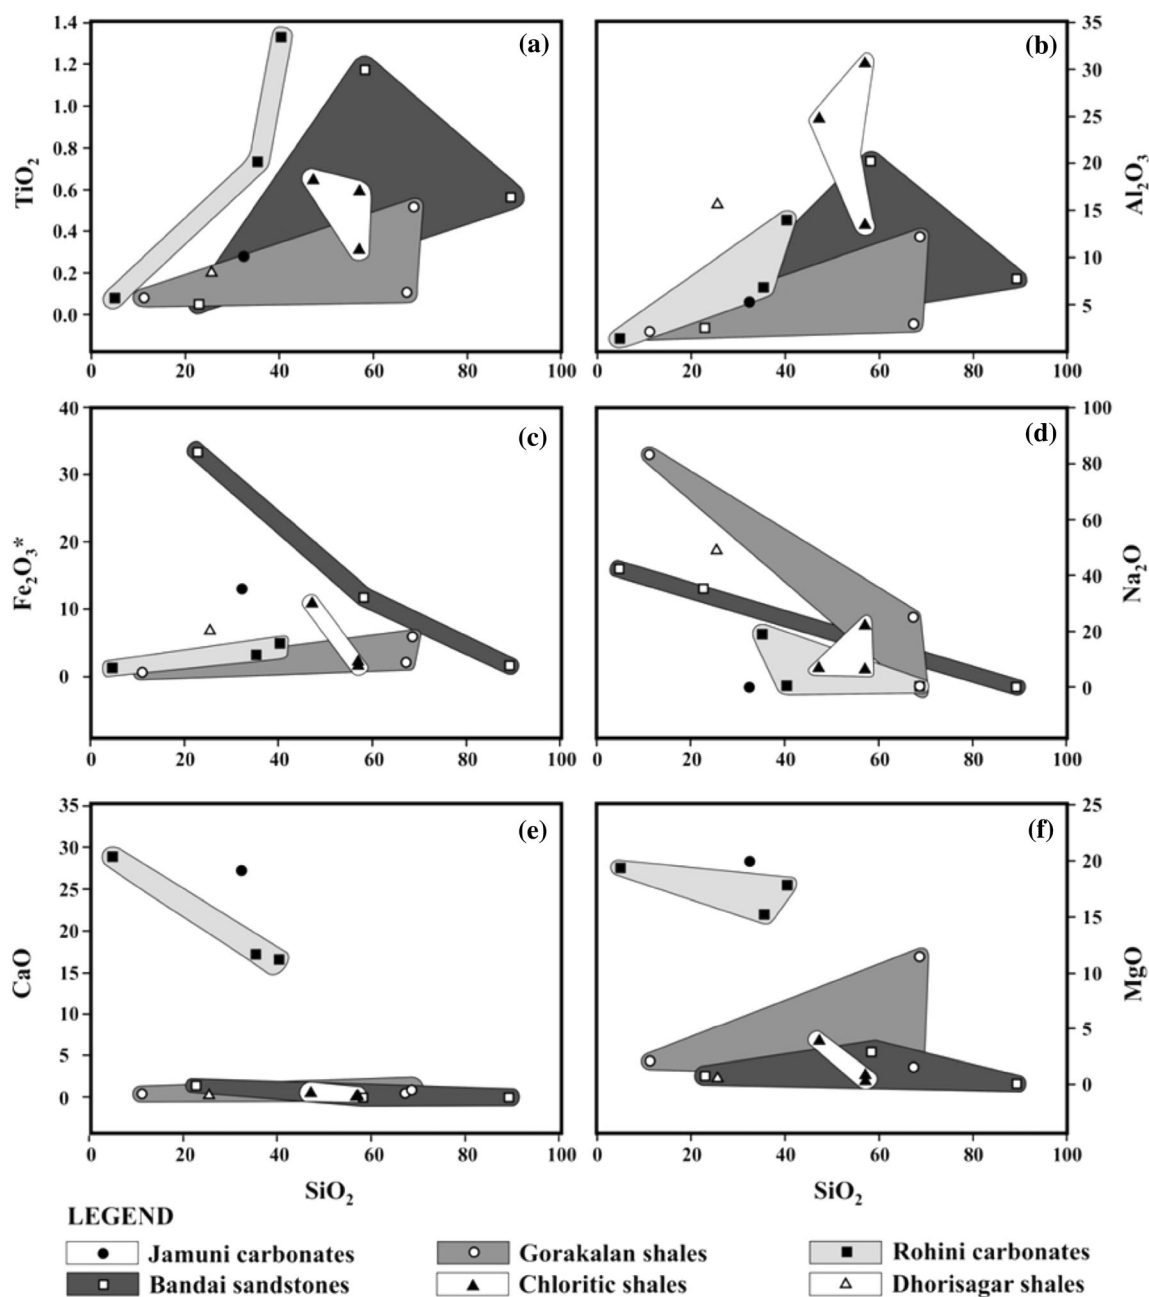 1.4
1.2
1.0
0.8
0.6
0.4
0.2
0.0
TiO₂
(a)
0 20 40 60 80 100
(b)
35
30
25
20
15
10
5
Al₂O₃
0 20 40 60 80 100
40
30
20
10
0
Fe₂O₃*
(c)
0 20 40 60 80 100
(d)
100
80
60
40
20
0
Na₂O
0 20 40 60 80 100
35
30
25
20
15
10
5
0
CaO
(e)
0 20 40 60 80 100
SiO₂
(f)
25
20
15
10
5
0
MgO
0 20 40 60 80 100
SiO₂
LEGEND
Jamuni carbonates Gorakalan shales Rohini carbonates
Bandai sandstones Chloritic shales Dhorisagar shales